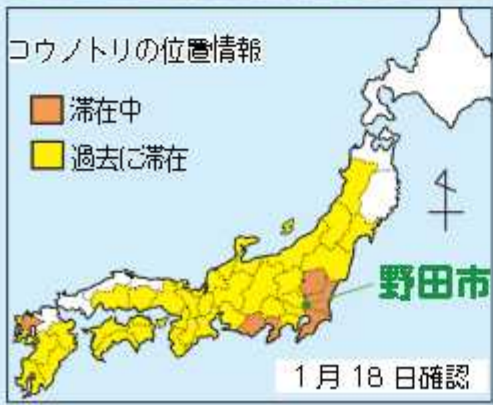 コウノトリの位置情報
滞在中
過去に滞在
野田市
1月18日確認